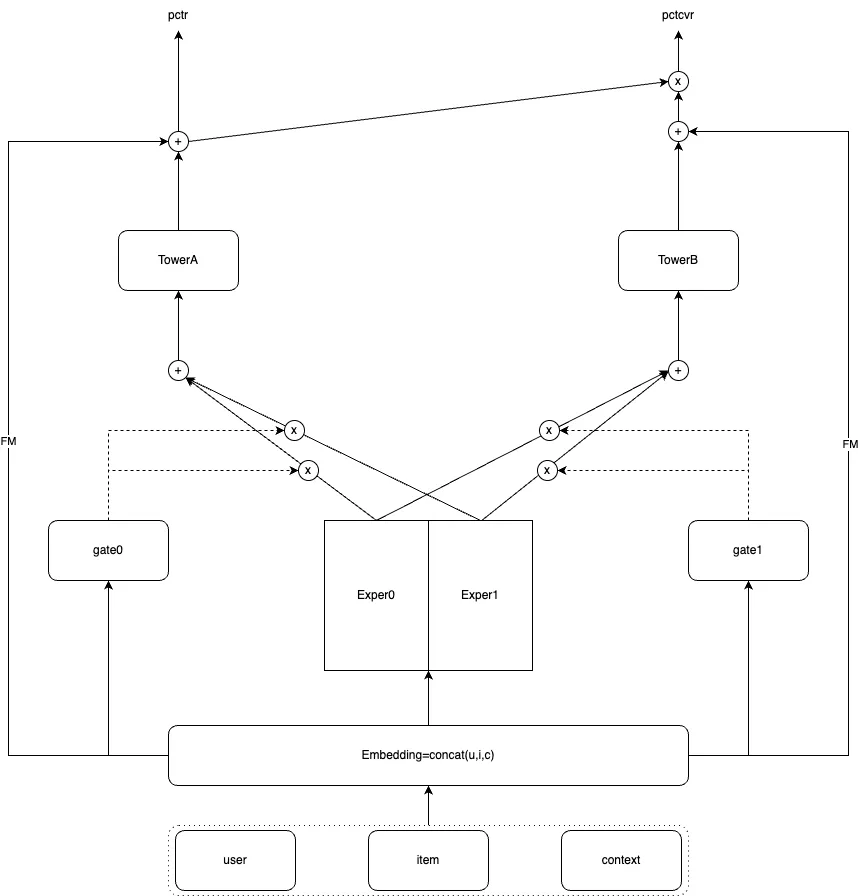 pctr
pctcvr
x
+
+
TowerA
TowerB
+
+
x
x
FM
FM
x
x
gate0
gate1
Exper0
Exper1
Embedding=concat(u,i,c)
user
item
context